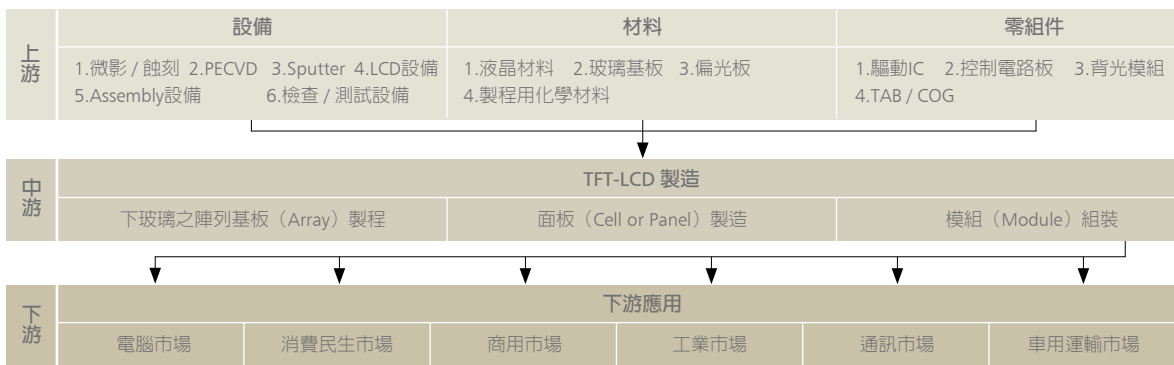 設備 材料 零組件
上游
1.微影 / 蝕刻 2.PECVD 3.Sputter 4.LCD設備
5.Assembly設備 6.檢查 / 測試設備
1.液晶材料 2.玻璃基板 3.偏光板
4.製程用化學材料
1.驅動IC 2.控制電路板 3.背光模組
4.TAB / COG
中游
TFT-LCD 製造
下玻璃之陣列基板（Array）製程 面板（Cell or Panel）製造 模組（Module）組裝
下游
下游應用
電腦市場 消費民生市場 商用市場 工業市場 通訊市場 車用運輸市場